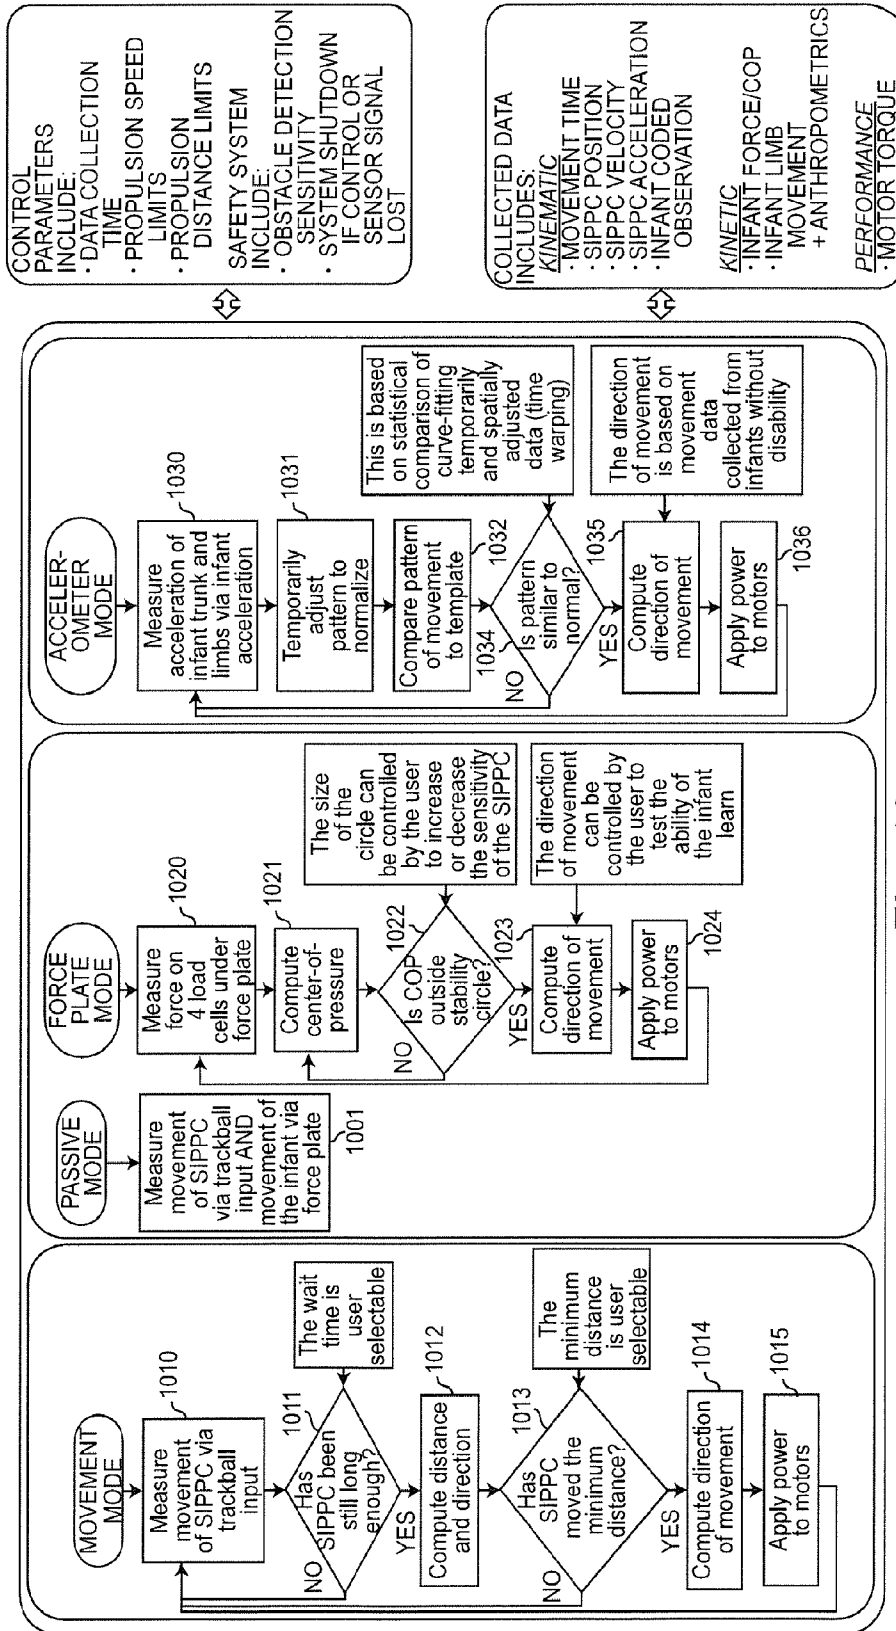 MOVEMENT
MODE
Measure
movement
of SIPPC via
trackball
input
1010
Has
SIPPC been
still long
enough?
1011
NO
YES
The wait
time is
user
selectable
Compute distance
and direction
1012
Has
SIPPC
moved the
minimum
distance?
1013
NO
YES
The
minimum
distance
is user
selectable
Compute direction
of movement
1014
Apply power
to motors
1015
PASSIVE
MODE
Measure
movement
of SIPPC
via trackball
input AND
movement of
the infant via
force plate
1001
FORCE
PLATE
MODE
Measure
force on
4 load
cells under
force plate
1020
Compute
center-of-
pressure
1021
Is COP
outside
stability
circle?
1022
NO
YES
The size
of the
circle can
be controlled
by the user
to increase
or decrease
the sensitivity
of the SIPPC
Compute
direction of
movement
1023
The direction
of movement
can be
controlled by
the user to
test the
ability of
the infant
learn
Apply power
to motors
1024
ACCELER-
OMETER
MODE
Measure
acceleration of
infant trunk and
limbs via infant
acceleration
1030
Temporarily
adjust
pattern to
normalize
1031
Compare pattern
of movement
to template
1032
Is pattern
similar to
normal?
1034
NO
YES
This is based
on statistical
comparison of
curve-fitting
temporarily
and spatially
adjusted
data (time
warping)
Compute
direction of
movement
1035
The direction
of movement
is based on
movement
data
collected from
infants without
disability
Apply power
to motors
1036
CONTROL
PARAMETERS
INCLUDE:
· DATA COLLECTION
TIME
· PROPULSION SPEED
LIMITS
· PROPULSION
DISTANCE LIMITS
SAFETY SYSTEM
INCLUDE:
· OBSTACLE DETECTION
SENSITIVITY
· SYSTEM SHUTDOWN
IF CONTROL OR
SENSOR SIGNAL
LOST
COLLECTED DATA
INCLUDES:
KINEMATIC
· MOVEMENT TIME
· SIPPC POSITION
· SIPPC VELOCITY
· SIPPC ACCELERATION
· INFANT CODED
OBSERVATION
KINETIC
· INFANT FORCE/COP
· INFANT LIMB
MOVEMENT
+ ANTHROPOMETRICS
PERFORMANCE
· MOTOR TORQUE